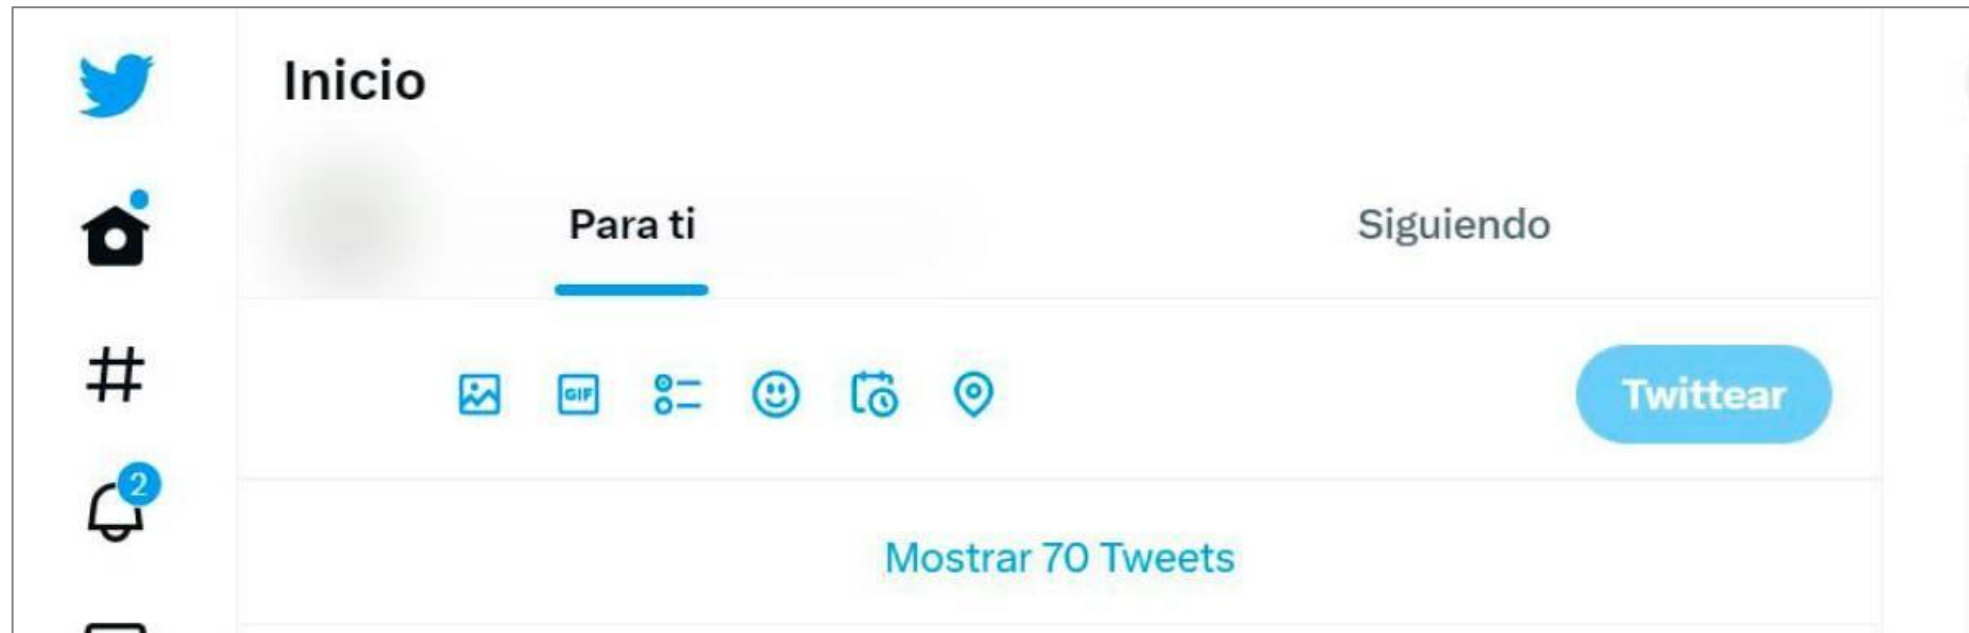 Inicio
Para ti
Siguiendo
GIF
Twittear
2
Mostrar 70 Tweets